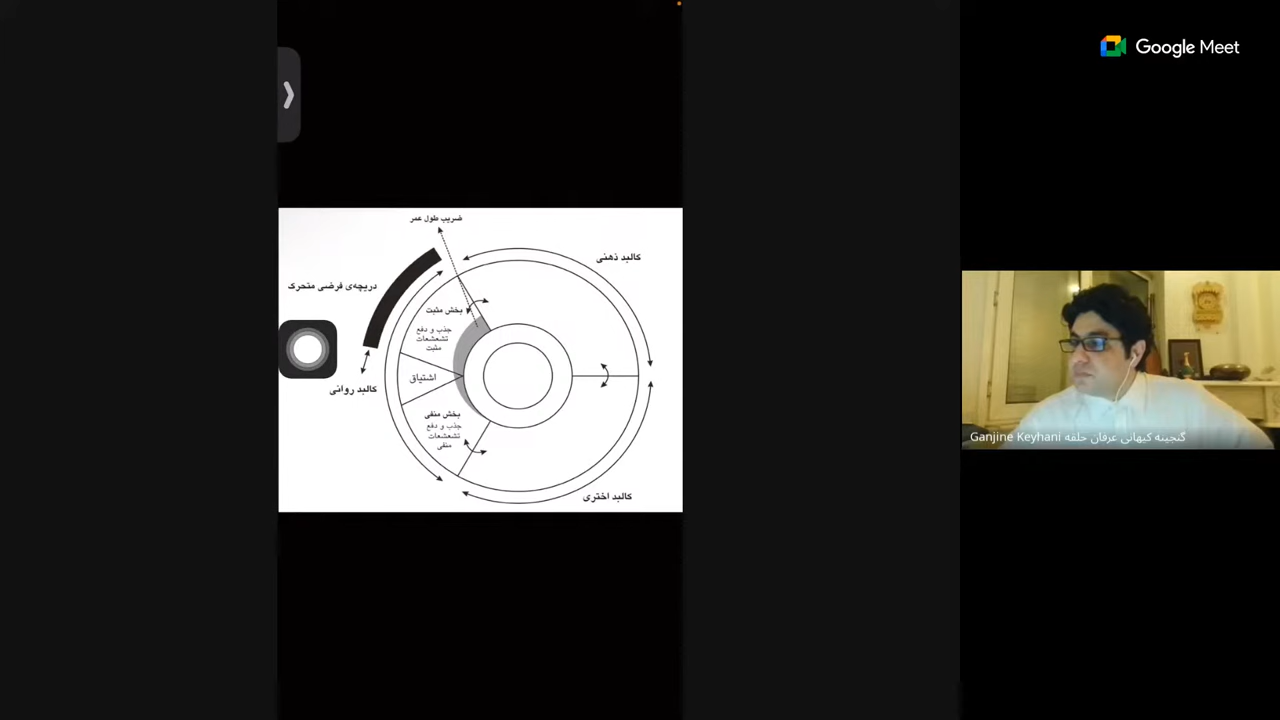 Google Meet
ضریب طول عمر
کالبد ذهنی
دریچه‌ی فرضی متحرک
بخش مثبت
جذب و دفع
تشعشعات
مثبت
اشتیاق
کالبد روانی
بخش منفی
جذب و دفع
تشعشعات
منفی
کالبد اختری
Ganjine Keyhani گنجینه کیهانی عرفان حلقه